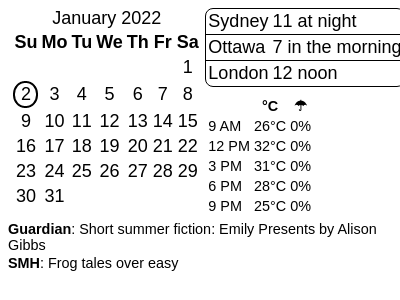 January 2022
Su Mo Tu We Th Fr Sa
1
2 3 4 5 6 7 8
9 10 11 12 13 14 15
16 17 18 19 20 21 22
23 24 25 26 27 28 29
30 31
Sydney 11 at night
Ottawa 7 in the morning
London 12 noon
°C ☂
9 AM 26°C 0%
12 PM 32°C 0%
3 PM 31°C 0%
6 PM 28°C 0%
9 PM 25°C 0%
Guardian: Short summer fiction: Emily Presents by Alison
Gibbs
SMH: Frog tales over easy